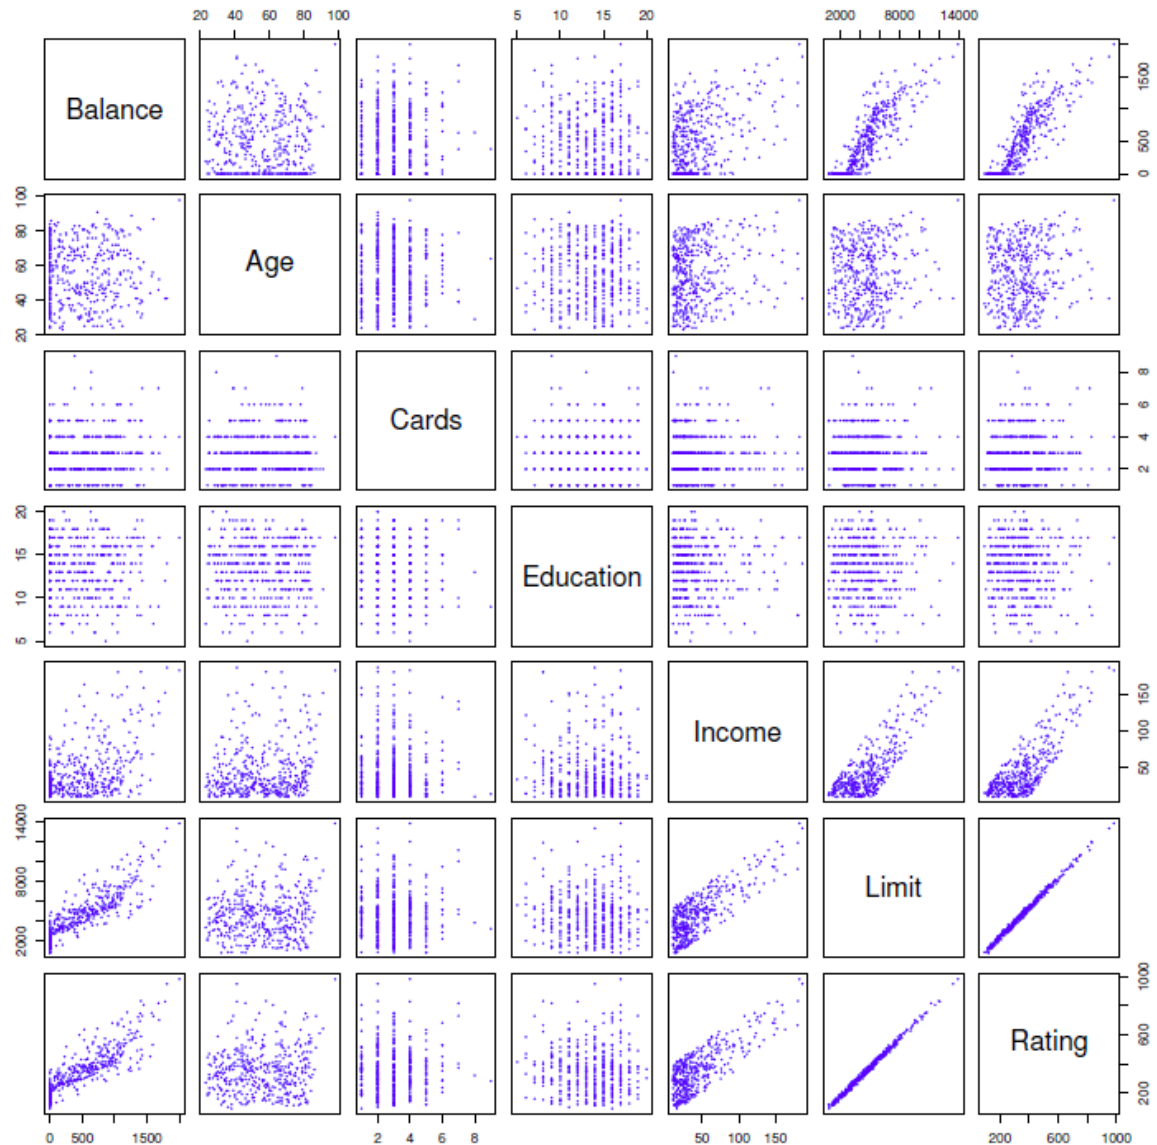 20 40 60 80 100 5 10 15 20 2000 8000 14000
Balance
0 500 1500
20 40 60 80 100
Age
Cards
2 4 6 8
5 10 15 20
Education
Income
50 100 150
2000 8000 14000
Limit
Rating
200 600 1000
0 500 1500 2 4 6 8 50 100 150 200 600 1000